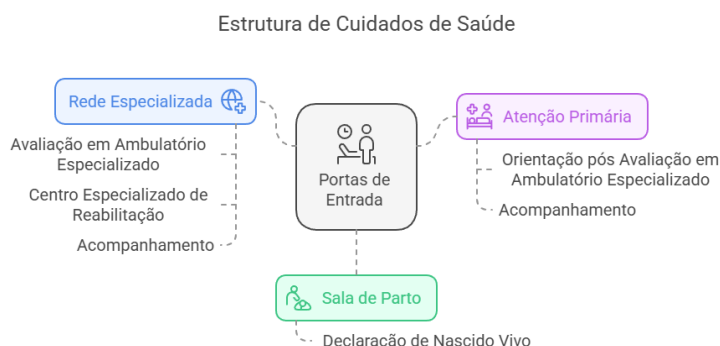 Estrutura de Cuidados de Saúde
Rede Especializada
Avaliação em Ambulatório
Especializado
Centro Especializado de
Reabilitação
Acompanhamento
Portas de
Entrada
Atenção Primária
Orientação pós Avaliação em
Ambulatório Especializado
Acompanhamento
Sala de Parto
Declaração de Nascido Vivo